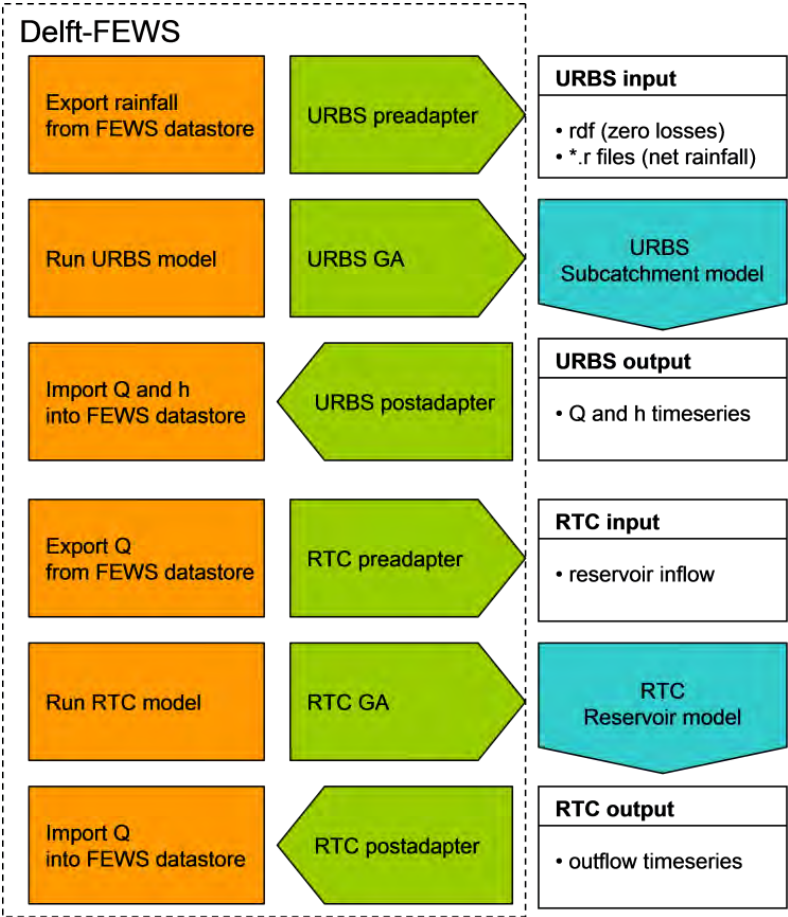 Delft-FEWS
Export rainfall
from FEWS datastore
URBS preadapter
URBS input
• rdf (zero losses)
• *.r files (net rainfall)
Run URBS model
URBS GA
URBS
Subcatchment model
Import Q and h
into FEWS datastore
URBS postadapter
URBS output
• Q and h timeseries
Export Q
from FEWS datastore
RTC preadapter
RTC input
• reservoir inflow
Run RTC model
RTC GA
RTC
Reservoir model
Import Q
into FEWS datastore
RTC postadapter
RTC output
• outflow timeseries